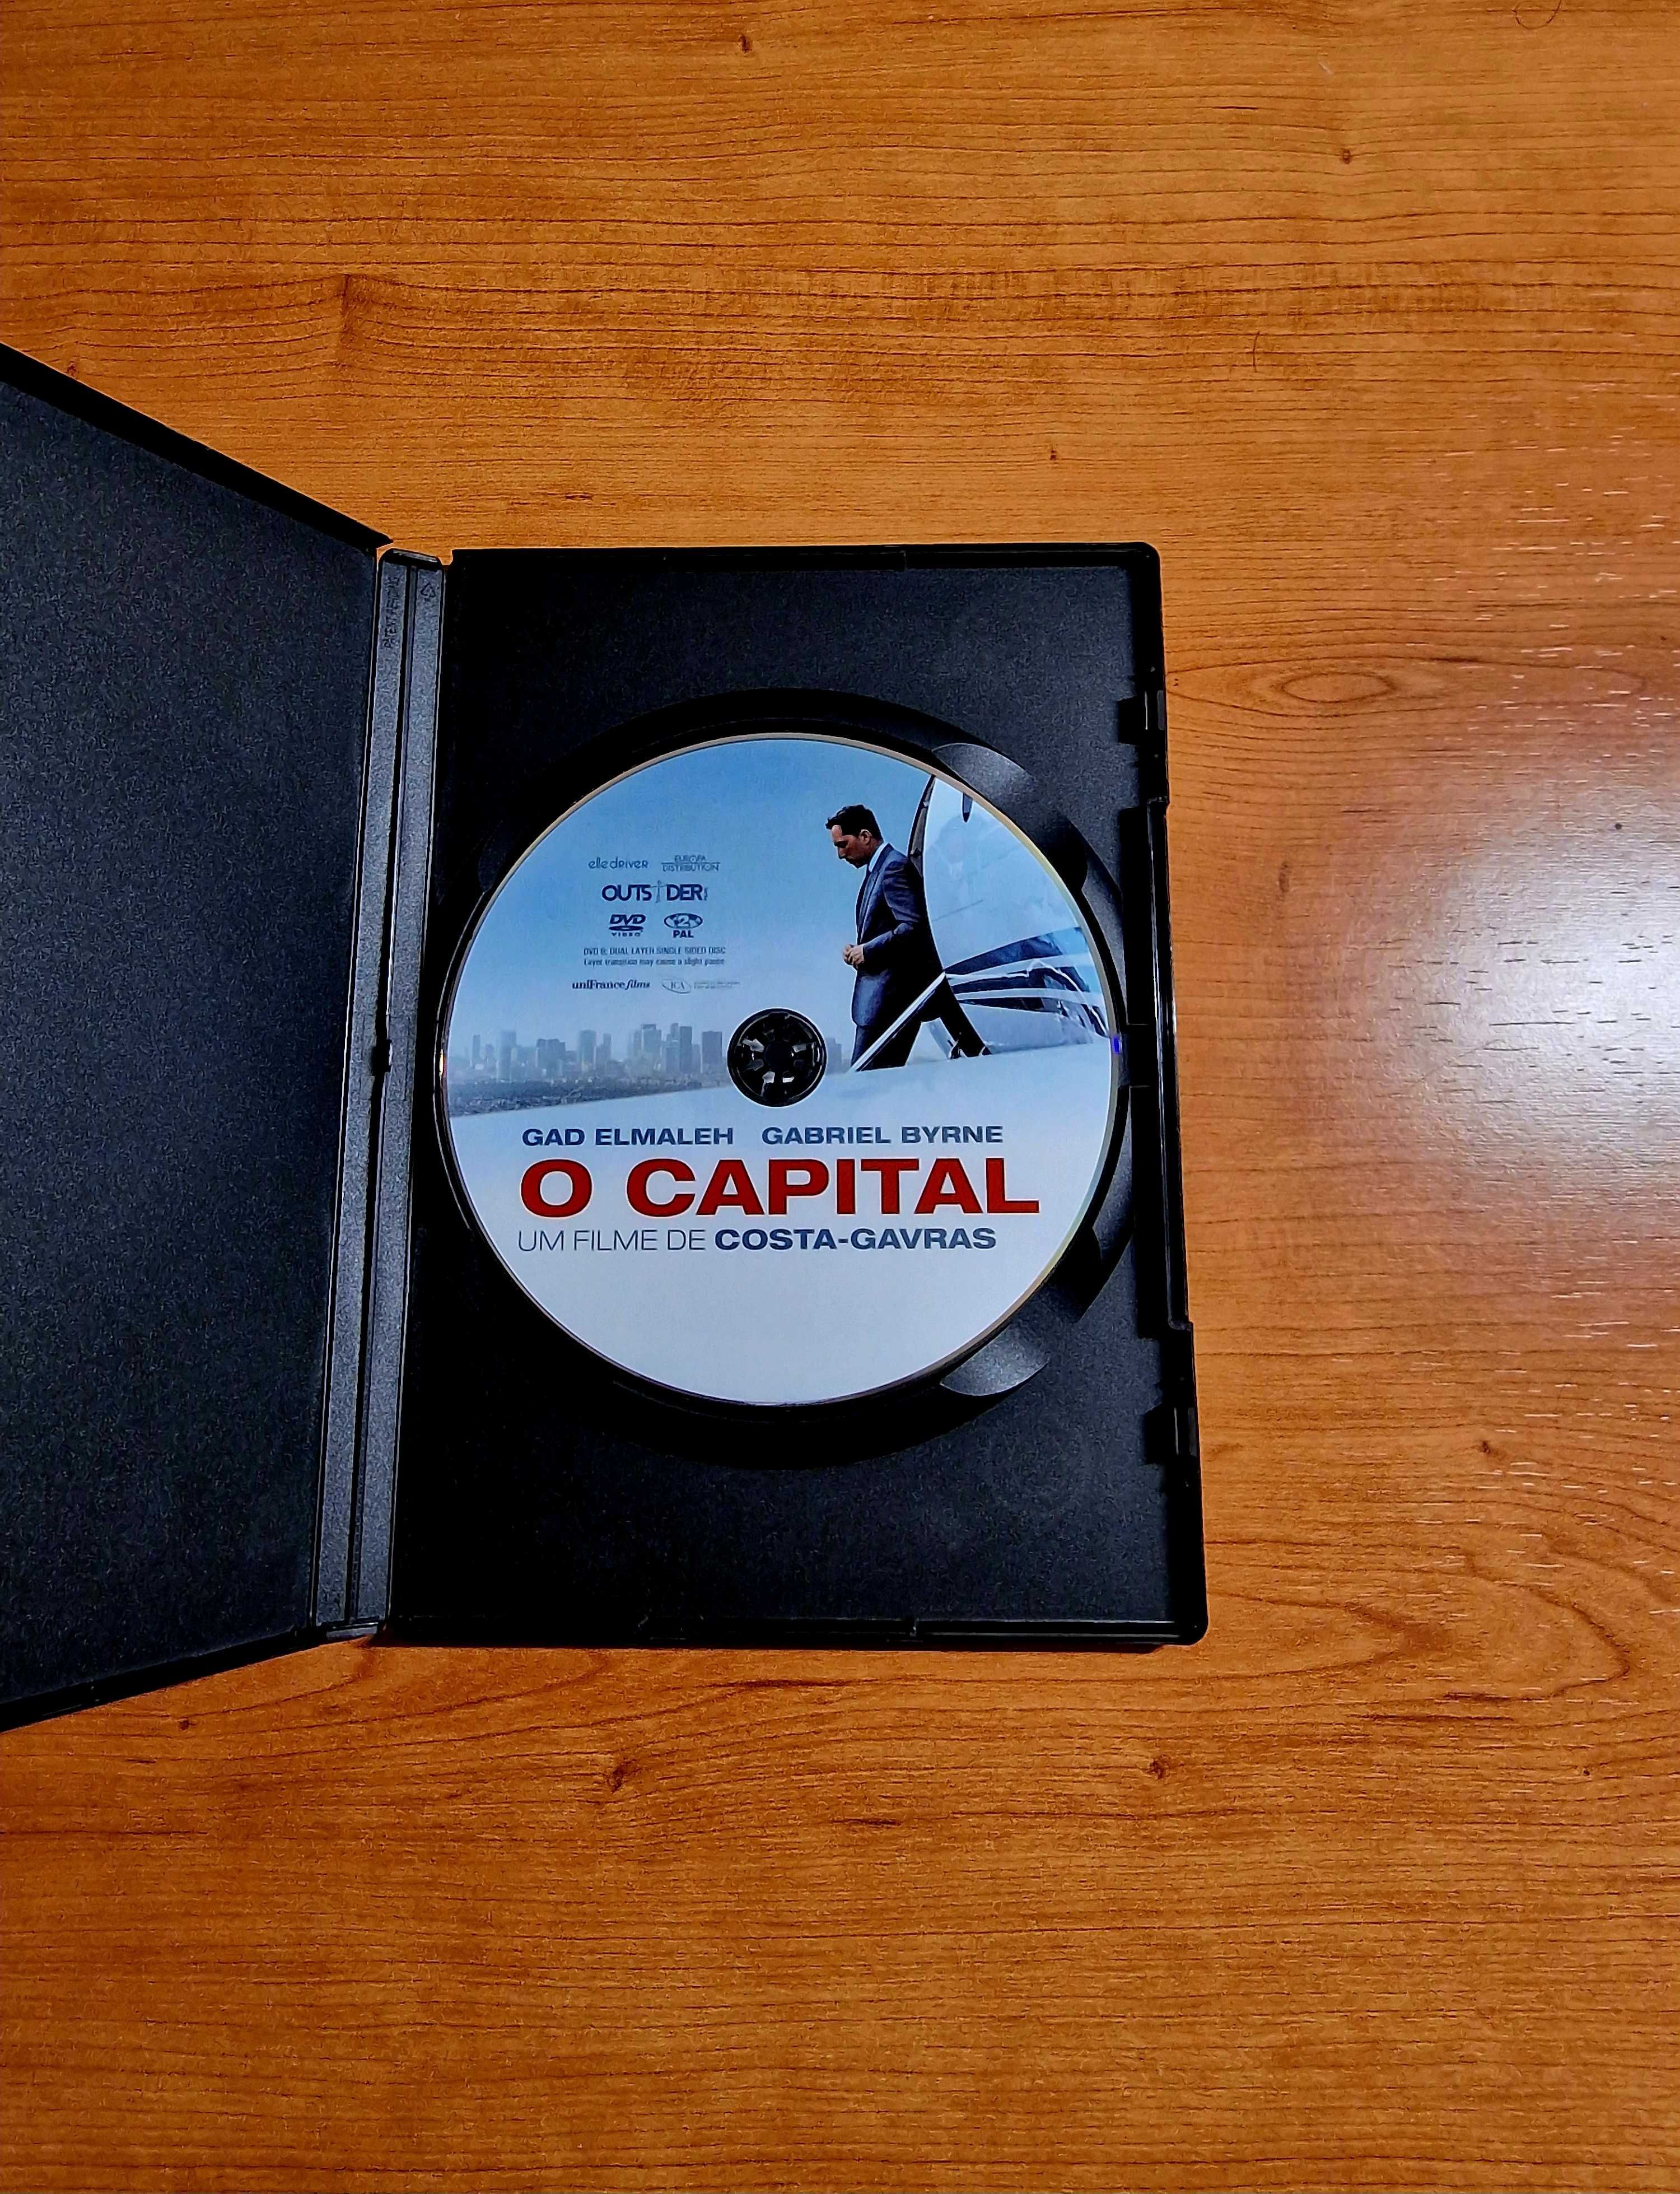 elle driver EUROPA DISTRIBUTION
OUTSIDER
DVD VIDEO 2 PAL
DVD 9: DUAL LAYER SINGLE SIDED DISC
Layer transition may cause a slight pause
uniFrance films ICA
GAD ELMALEH GABRIEL BYRNE
O CAPITAL
UM FILME DE COSTA-GAVRAS